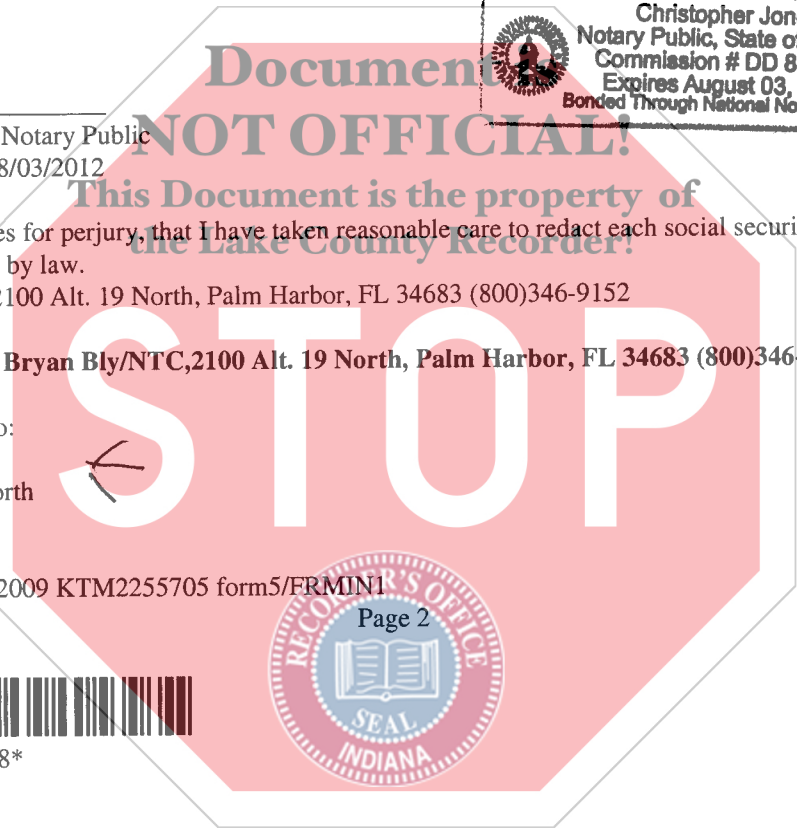 Christopher Jon
Notary Public, State o
Commission # DD 8
Expires August 03,
Bonded Through National No
Document is
NOT OFFICIAL!
This Document is the property of
the Lake County Recorder!
Notary Public
8/03/2012
es for perjury, that I have taken reasonable care to redact each social securi
by law.
2100 Alt. 19 North, Palm Harbor, FL 34683 (800)346-9152
Bryan Bly/NTC,2100 Alt. 19 North, Palm Harbor, FL 34683 (800)346-
o:
orth
STOP
2009 KTM2255705 form5/FRMIN1
Page 2
RECORDER'S OFFICE
SEAL
INDIANA
8*